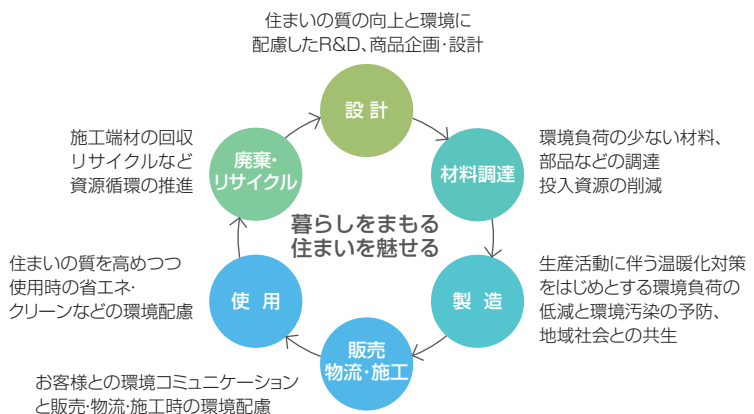 住まいの質の向上と環境に
配慮したR&D、商品企画・設計
設計
環境負荷の少ない材料、
部品などの調達
投入資源の削減
材料調達
生産活動に伴う温暖化対策
をはじめとする環境負荷の
低減と環境汚染の予防、
地域社会との共生
製造
販売
物流・施工
お客様との環境コミュニケーション
と販売・物流・施工時の環境配慮
使用
住まいの質を高めつつ
使用時の省エネ・
クリーンなどの環境配慮
廃棄・
リサイクル
施工端材の回収
リサイクルなど
資源循環の推進
暮らしをまもる
住まいを魅せる